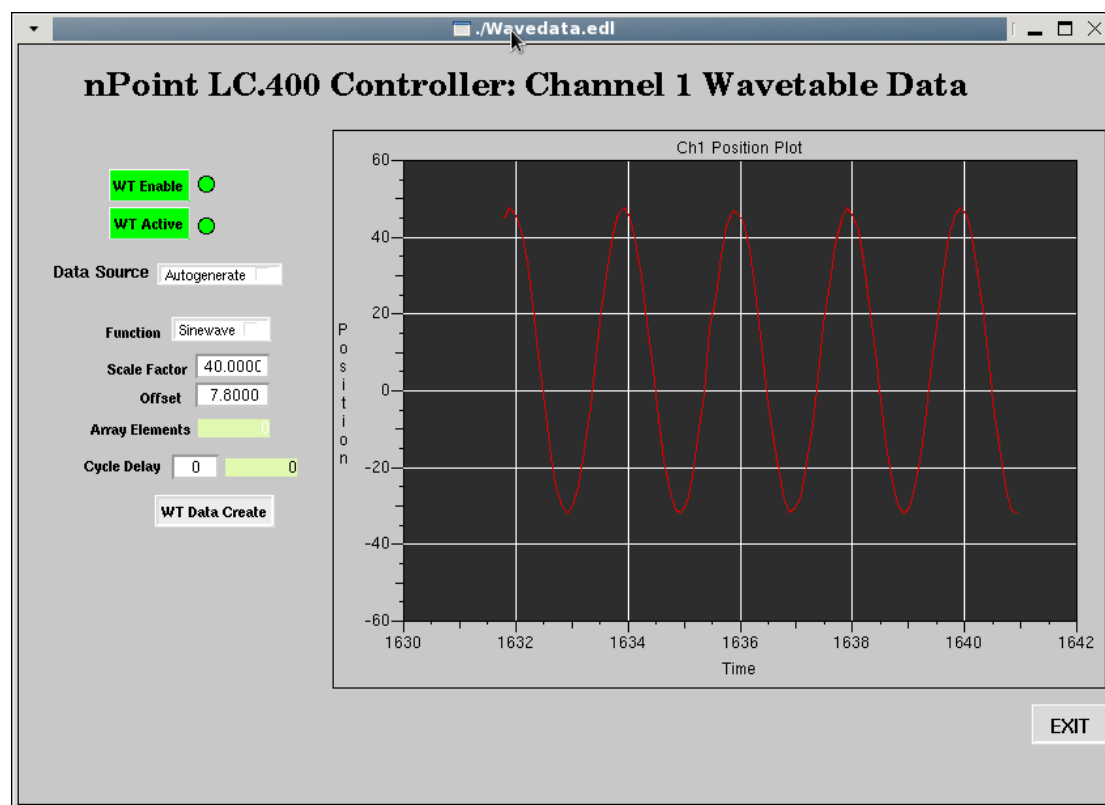 ./Wavedata.edl
nPoint LC.400 Controller: Channel 1 Wavetable Data
WT Enable
WT Active
Data Source Autogenerate
Function Sinewave
Scale Factor 40.000
Offset 7.8000
Array Elements 0
Cycle Delay 0 0
WT Data Create
Ch1 Position Plot
60
40
20
0
-20
-40
-60
Position
1630 1632 1634 1636 1638 1640 1642
Time
EXIT